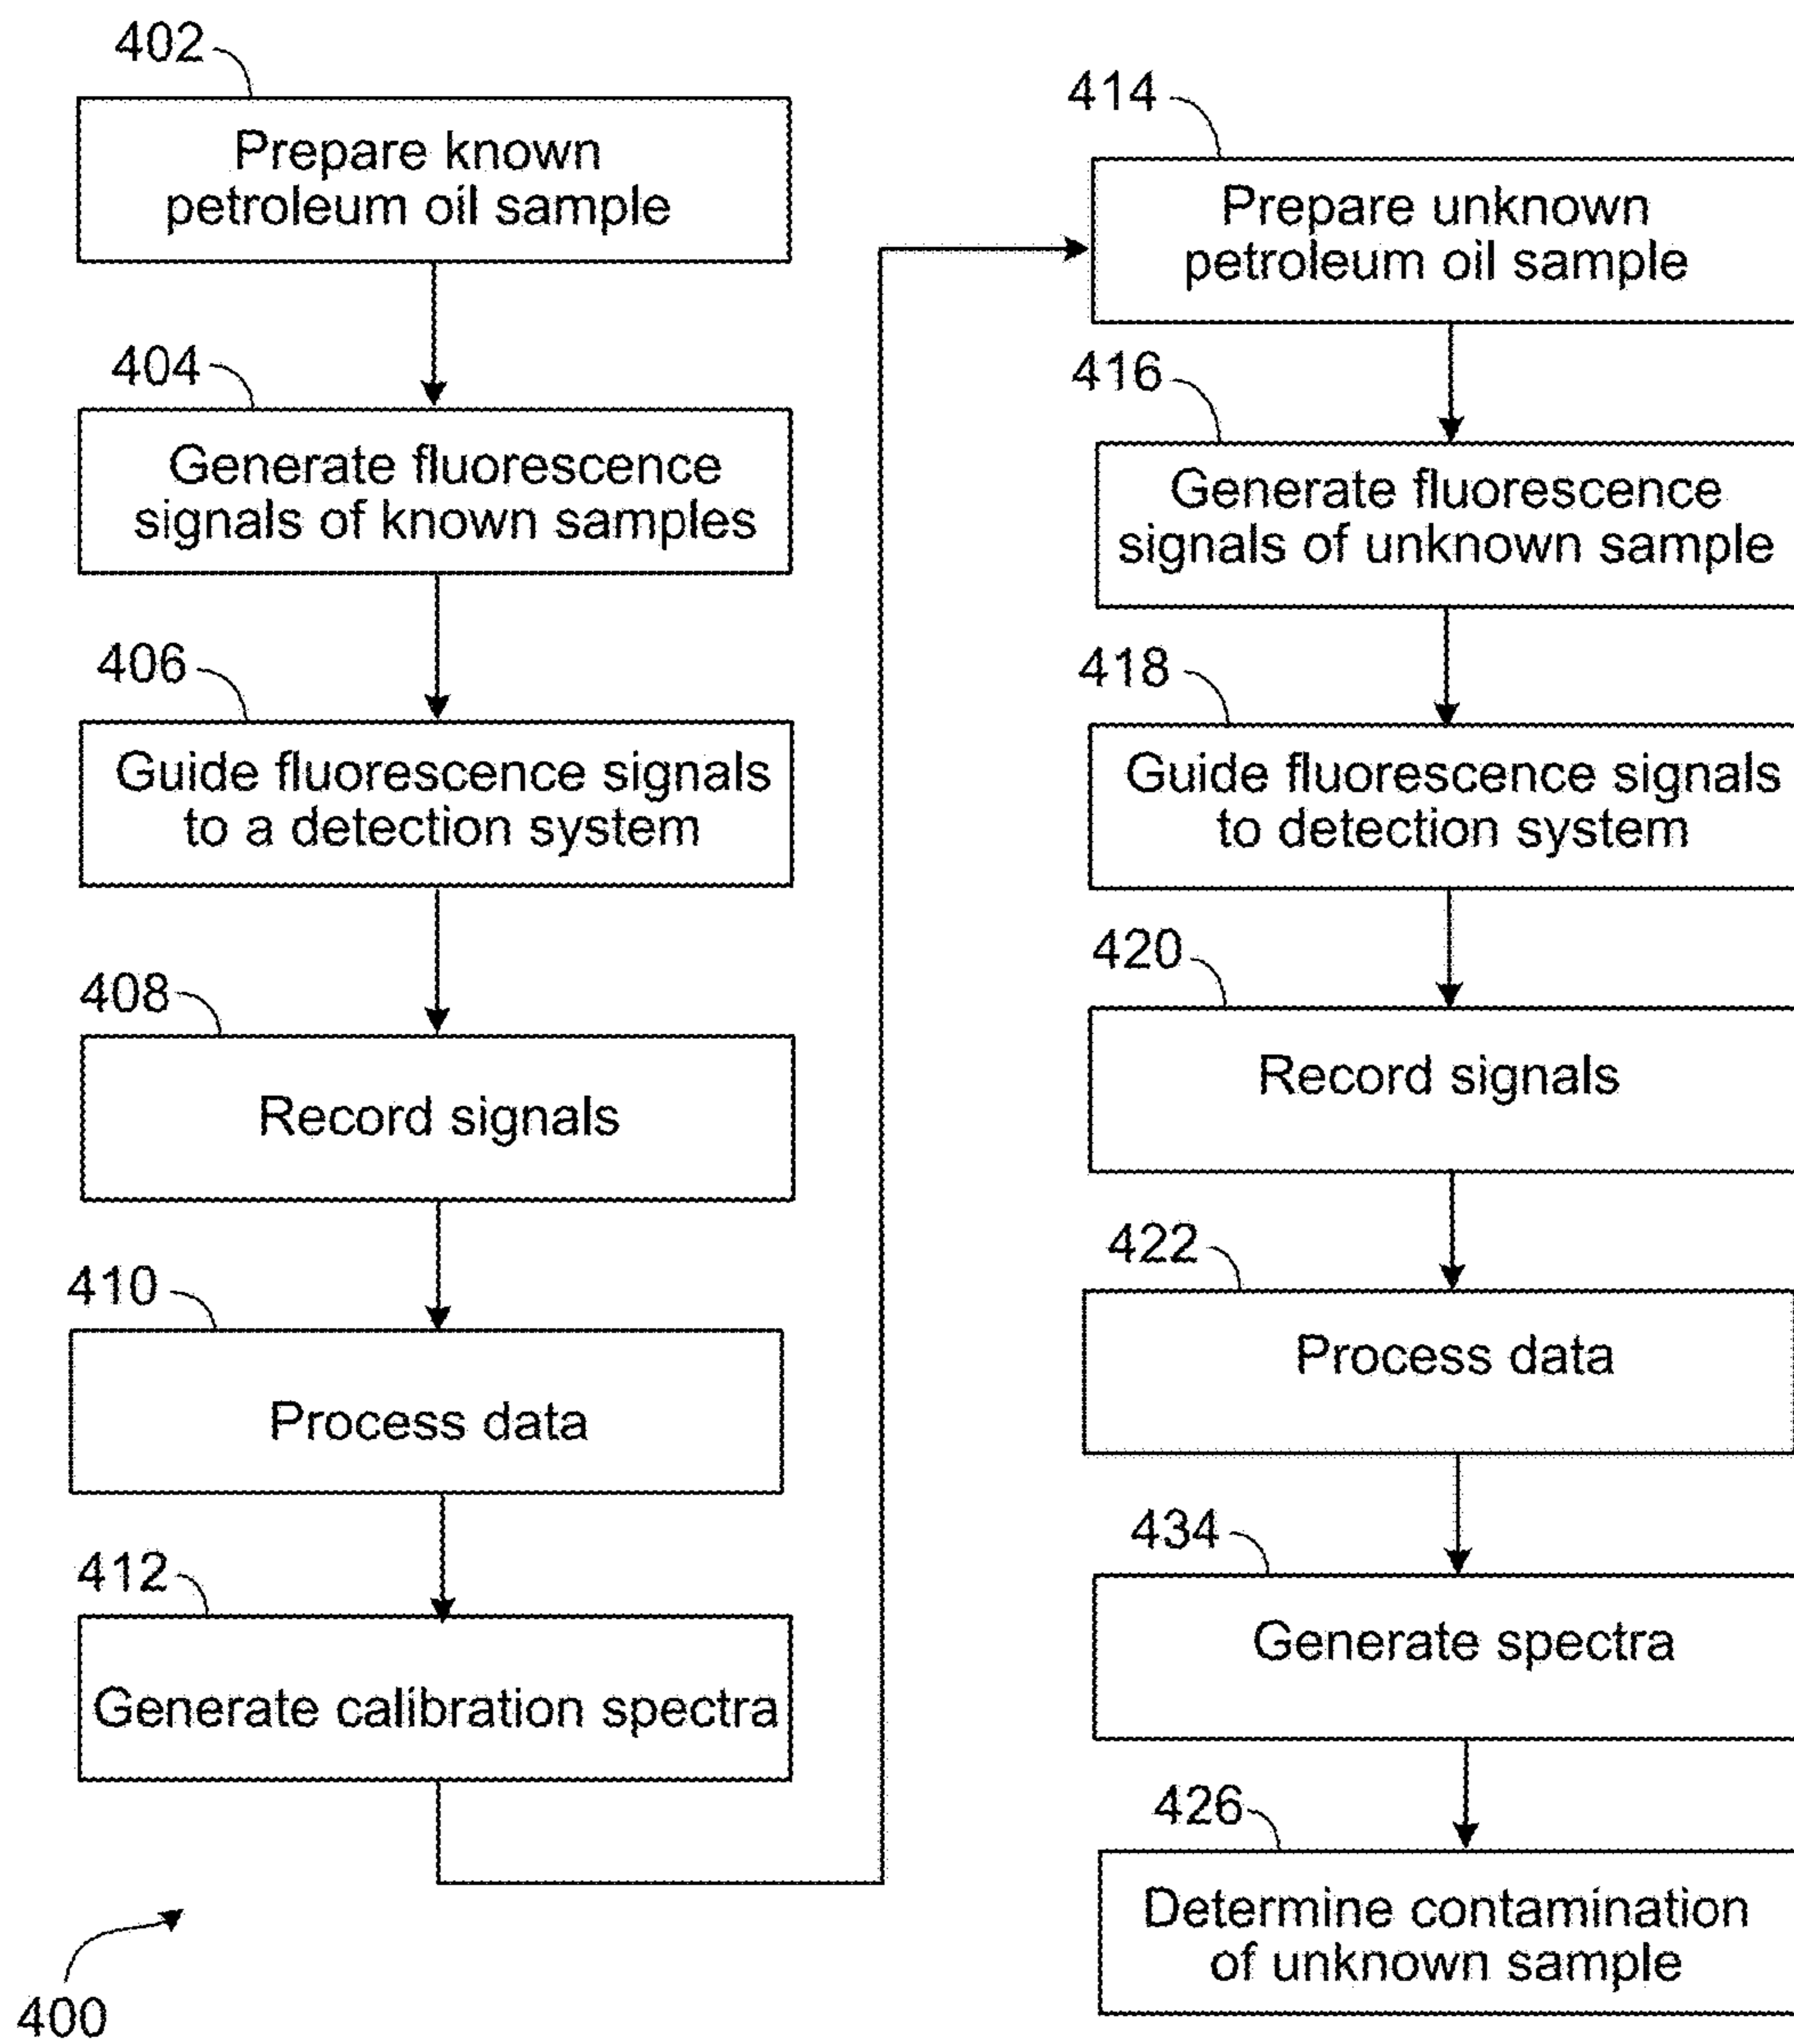 402
Prepare known
petroleum oil sample
404
Generate fluorescence
signals of known samples
406
Guide fluorescence signals
to a detection system
408
Record signals
410
Process data
412
Generate calibration spectra
400
414
Prepare unknown
petroleum oil sample
416
Generate fluorescence
signals of unknown sample
418
Guide fluorescence signals
to detection system
420
Record signals
422
Process data
434
Generate spectra
426
Determine contamination
of unknown sample